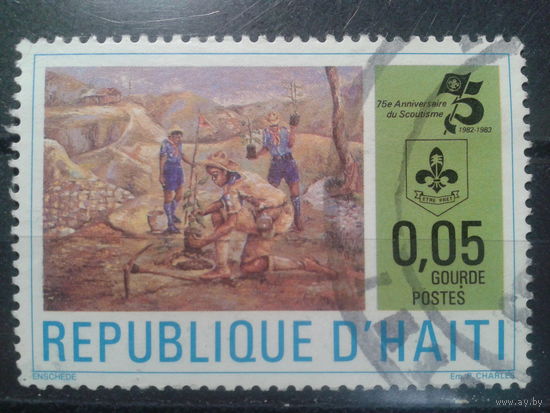 75e Anniversaire
du Scoutisme
75
1982-1983
ETRE PRET
0,05
GOURDE
POSTES
REPUBLIQUE D'HAITI
ENSCHEDE
Em. P. CHARLES
www.ay.by